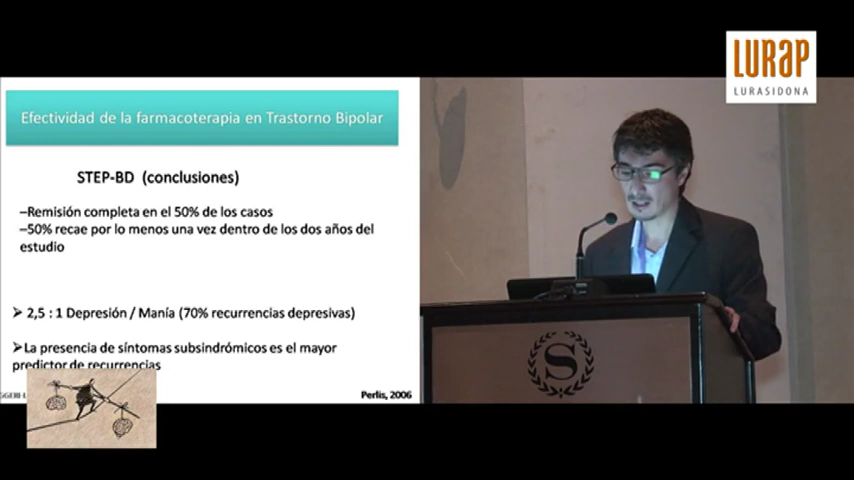 LURAP
LURASIDONA
Efectividad de la farmacoterapia en Trastorno Bipolar
STEP-BD (conclusiones)
–Remisión completa en el 50% de los casos
–50% recae por lo menos una vez dentro de los dos años del
estudio
➤ 2,5 : 1 Depresión / Manía (70% recurrencias depresivas)
➤La presencia de síntomas subsindrómicos es el mayor
predictor de recurrencias
Perlis, 2006
S